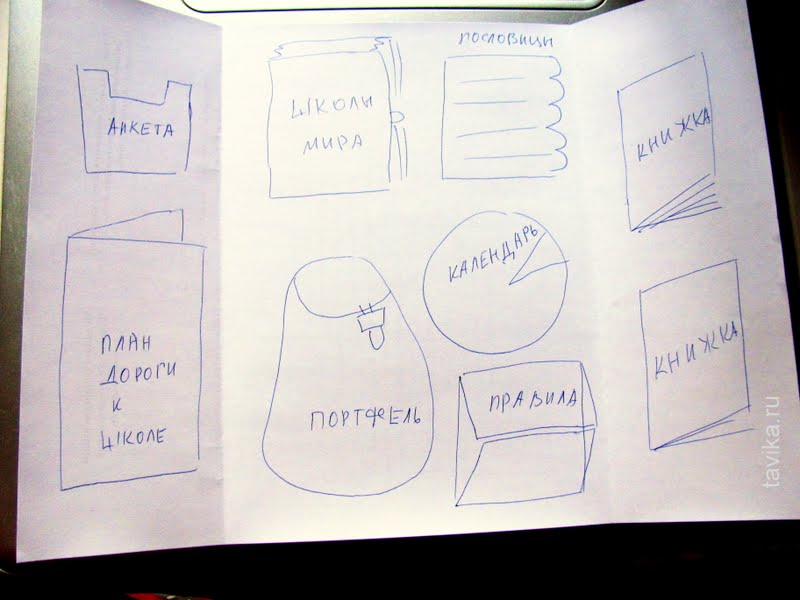 АНКЕТА
ПЛАН
ДОРОГИ
К
ШКОЛЕ
ШКОЛЫ
МИРА
ПОСЛОВИЦЫ
КАЛЕНДАРЬ
ПОРТФЕЛЬ
ПРАВИЛА
КНИЖКА
КНИЖКА
tavika.ru